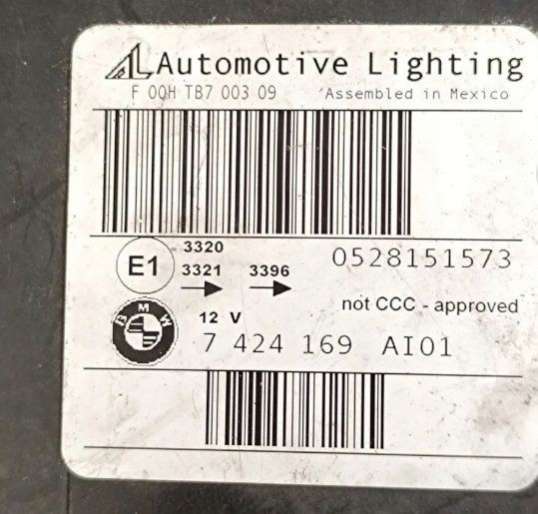 AL Automotive Lighting
F 00H TB7 003 09 Assembled in Mexico
E1 3320
3321 3396
0528151573
not CCC - approved
BMW
12 V
7 424 169 AI01